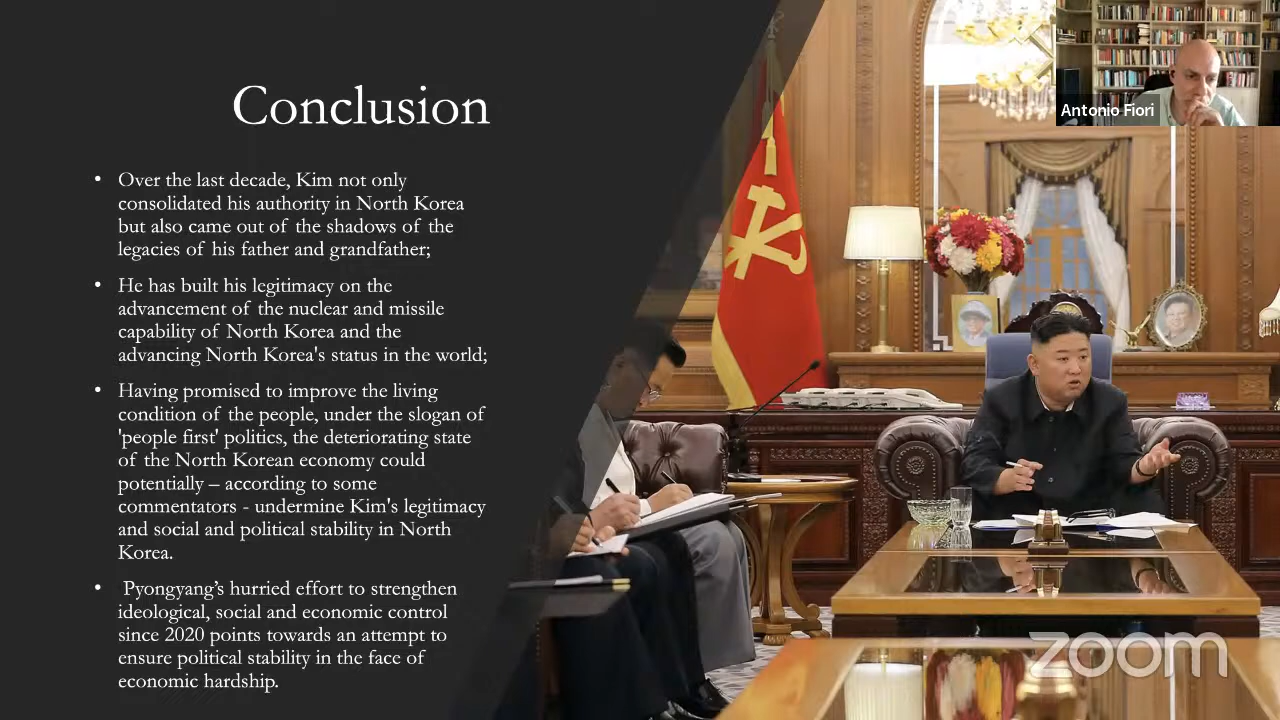 Conclusion
• Over the last decade, Kim not only
consolidated his authority in North Korea
but also came out of the shadows of the
legacies of his father and grandfather;
• He has built his legitimacy on the
advancement of the nuclear and missile
capability of North Korea and the
advancing North Korea's status in the world;
• Having promised to improve the living
condition of the people, under the slogan of
'people first' politics, the deteriorating state
of the North Korean economy could
potentially – according to some
commentators - undermine Kim's legitimacy
and social and political stability in North
Korea.
• Pyongyang’s hurried effort to strengthen
ideological, social and economic control
since 2020 points towards an attempt to
ensure political stability in the face of
economic hardship.
Antonio Fiori
zoom